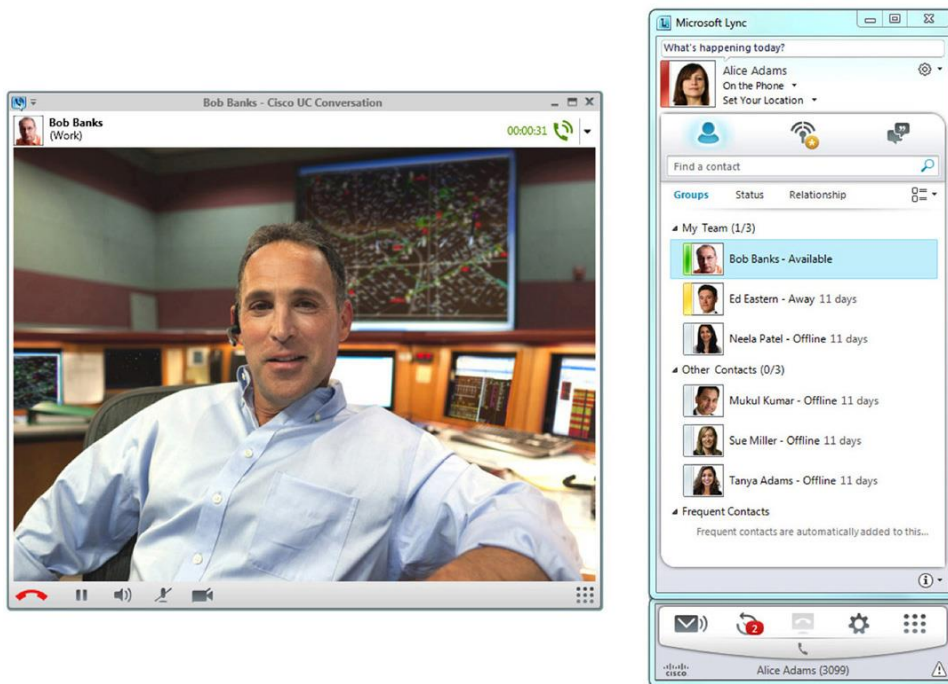 Bob Banks - Cisco UC Conversation
Bob Banks
(Work)
00:00:31
Microsoft Lync
What's happening today?
Alice Adams
On the Phone
Set Your Location
Find a contact
Groups Status Relationship
My Team (1/3)
Bob Banks - Available
Ed Eastern - Away 11 days
Neela Patel - Offline 11 days
Other Contacts (0/3)
Mukul Kumar - Offline 11 days
Sue Miller - Offline 11 days
Tanya Adams - Offline 11 days
Frequent Contacts
Frequent contacts are automatically added to this...
2
CISCO
Alice Adams (3099)